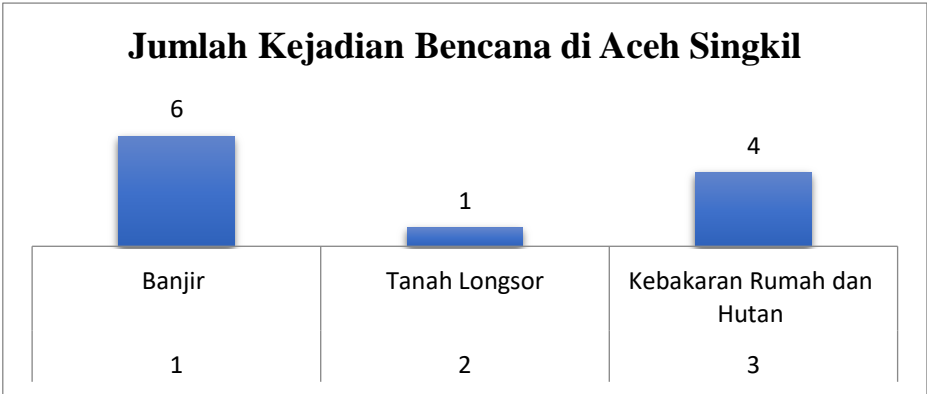 Jumlah Kejadian Bencana di Aceh Singkil
6
1
4
Banjir
Tanah Longsor
Kebakaran Rumah dan
Hutan
1
2
3